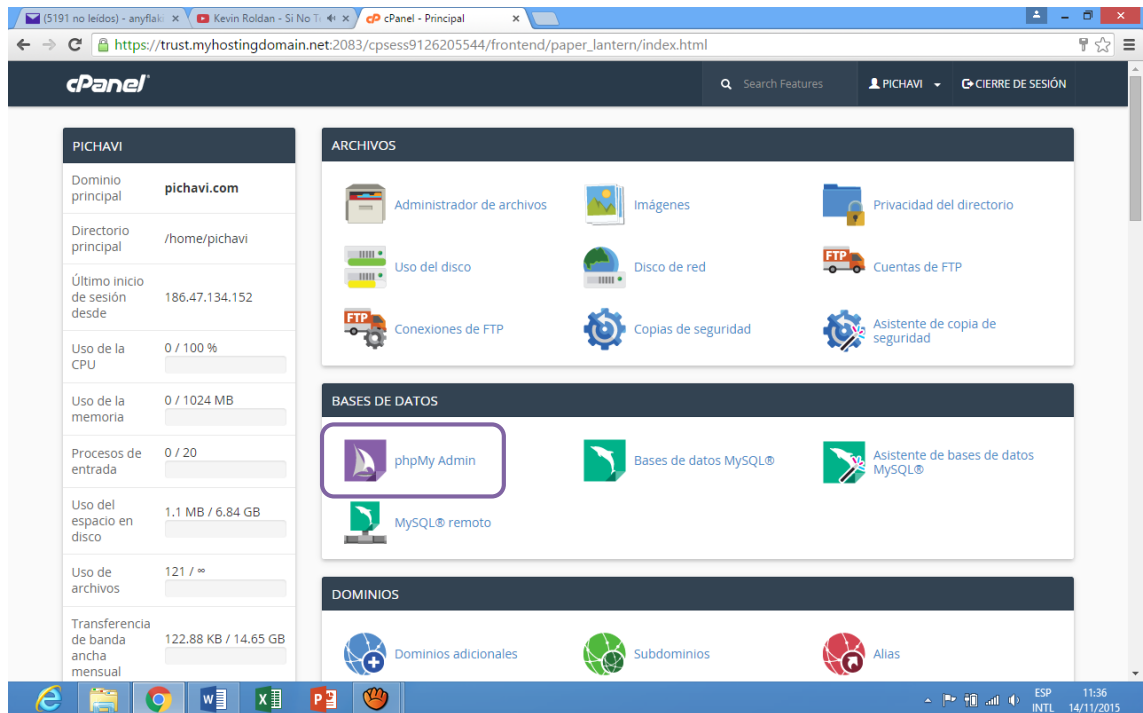 (5191 no leídos) - anyflak
Kevin Roldan - Si No Te
cPanel - Principal
https://trust.myhostingdomain.net:2083/cpsess9126205544/frontend/paper_lantern/index.html
cPanel
Search Features
PICHAVI
CIERRE DE SESIÓN
PICHAVI
Dominio
principal
pichavi.com
Directorio
principal
/home/pichavi
Último inicio
de sesión
desde
186.47.134.152
Uso de la
CPU
0 / 100 %
Uso de la
memoria
0 / 1024 MB
Procesos de
entrada
0 / 20
Uso del
espacio en
disco
1.1 MB / 6.84 GB
Uso de
archivos
121 / ∞
Transferencia
de banda
ancha
mensual
122.88 KB / 14.65 GB
ARCHIVOS
Administrador de archivos
Imágenes
Privacidad del directorio
Uso del disco
Disco de red
FTP
Cuentas de FTP
FTP
Conexiones de FTP
Copias de seguridad
Asistente de copia de
seguridad
BASES DE DATOS
phpMy Admin
Bases de datos MySQL®
Asistente de bases de datos
MySQL®
MySQL® remoto
DOMINIOS
Dominios adicionales
Subdominios
Alias
ESP
INTL
11:36
14/11/2015